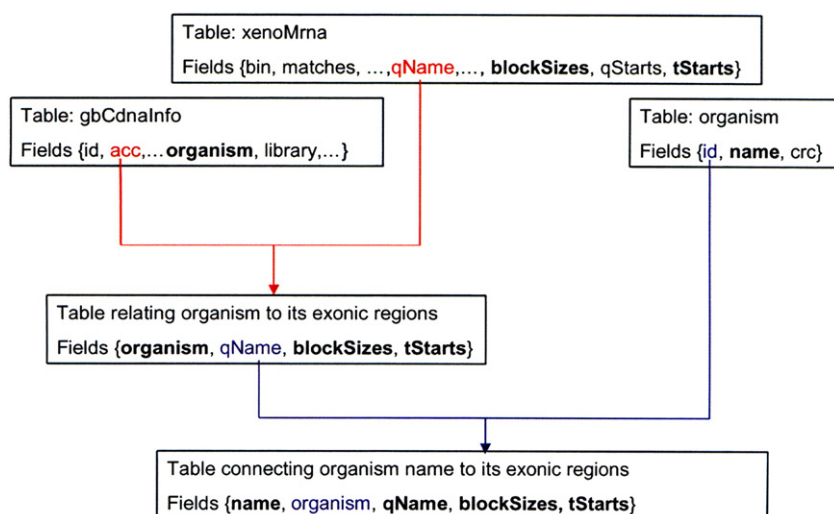 Table: xenoMrna
Fields {bin, matches, …,qName,…, blockSizes, qStarts, tStarts}
Table: gbCdnaInfo
Fields {id, acc,… organism, library,…}
Table: organism
Fields {id, name, crc}
Table relating organism to its exonic regions
Fields {organism, qName, blockSizes, tStarts}
Table connecting organism name to its exonic regions
Fields {name, organism, qName, blockSizes, tStarts}